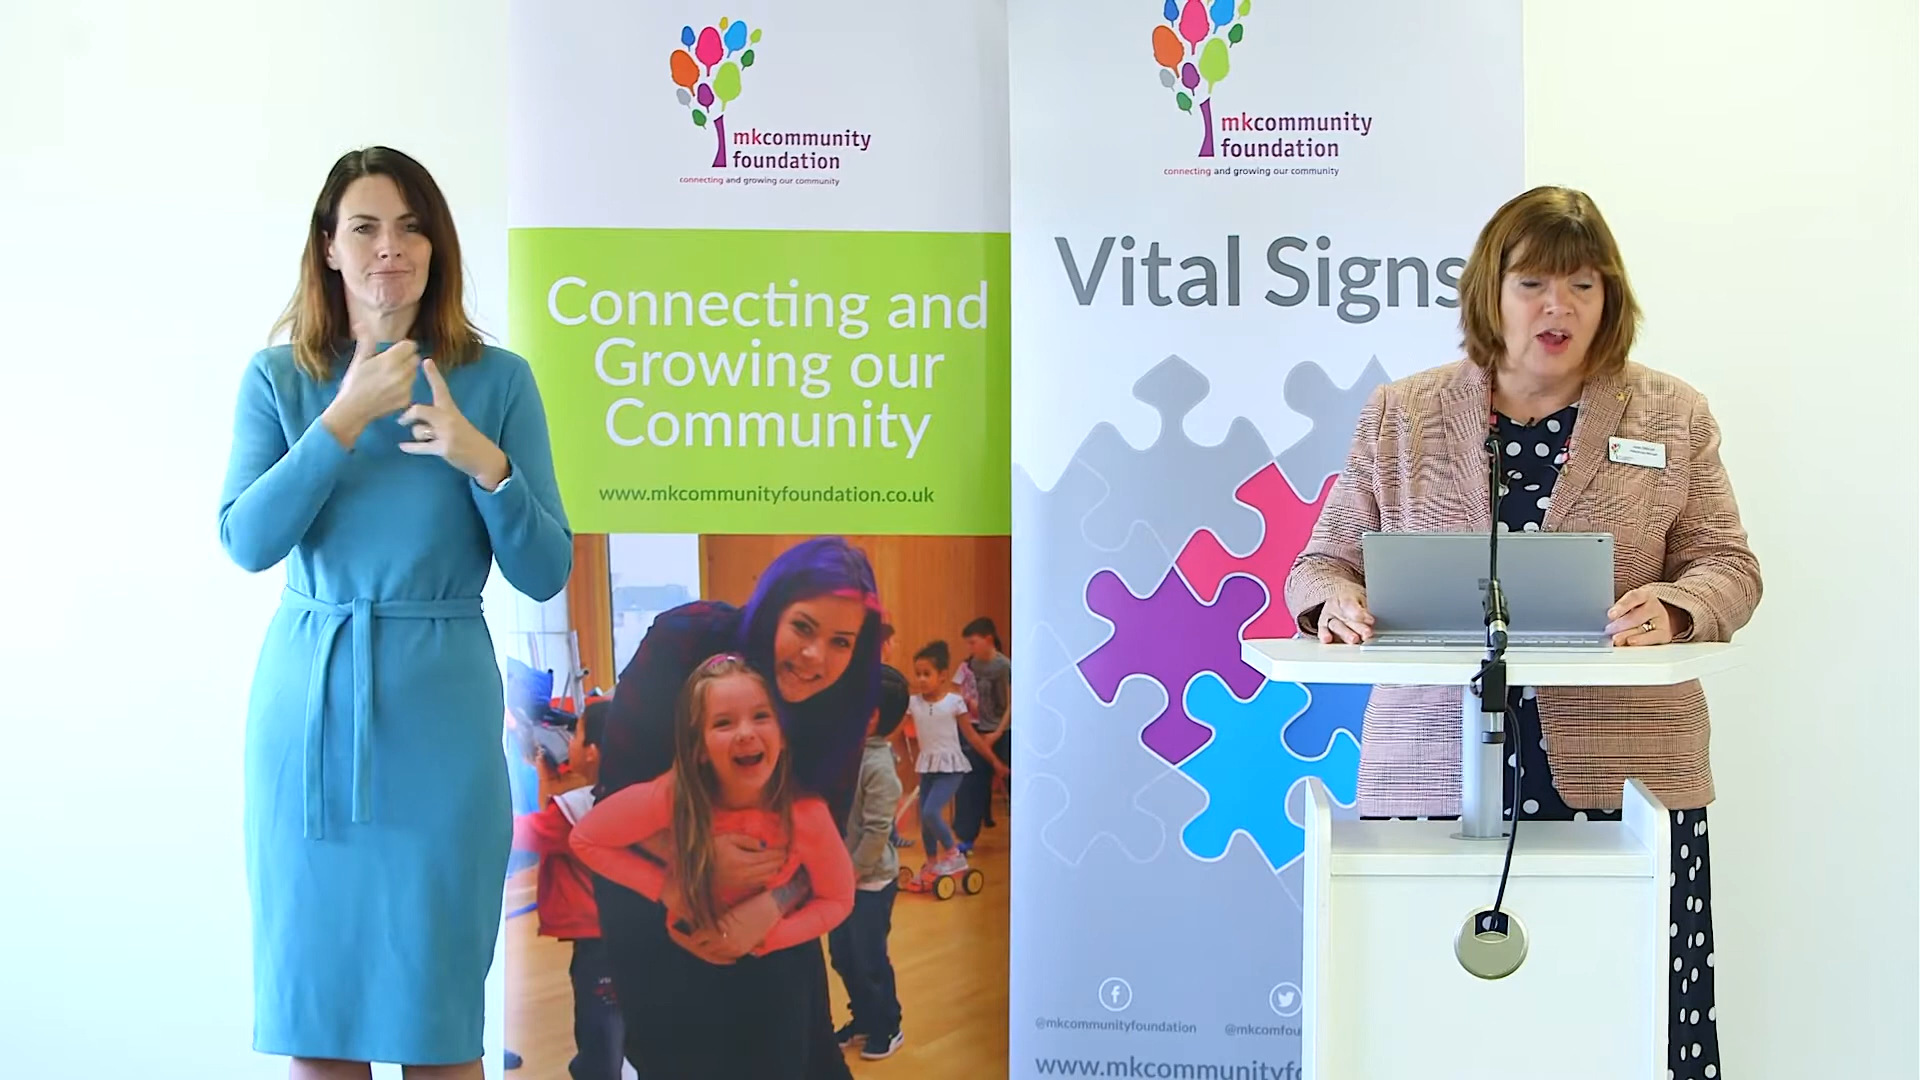 mkcommunity
foundation
connecting and growing our community
Connecting and
Growing our
Community
www.mkcommunityfoundation.co.uk
mkcommunity
foundation
connecting and growing our community
Vital Signs
@mkcommunityfoundation
@mkcomfou
www.mkcommunityfo